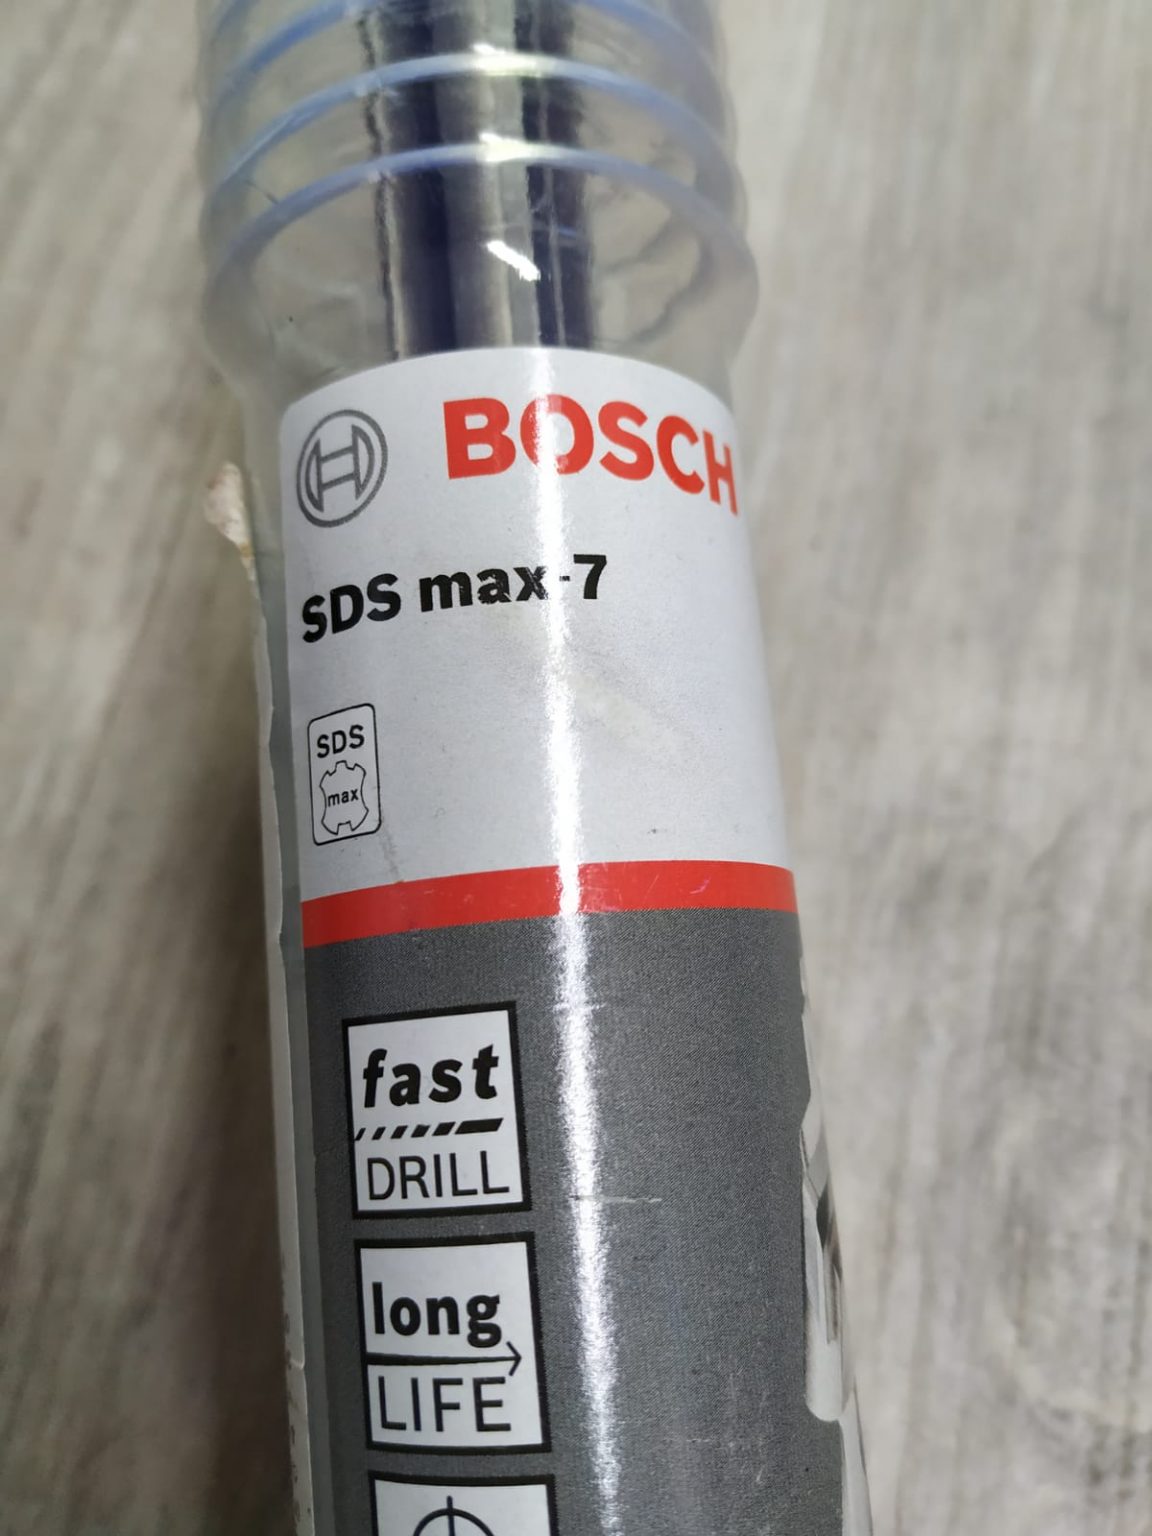 BOSCH
SDS max-7
SDS
max
fast
DRILL
long
LIFE